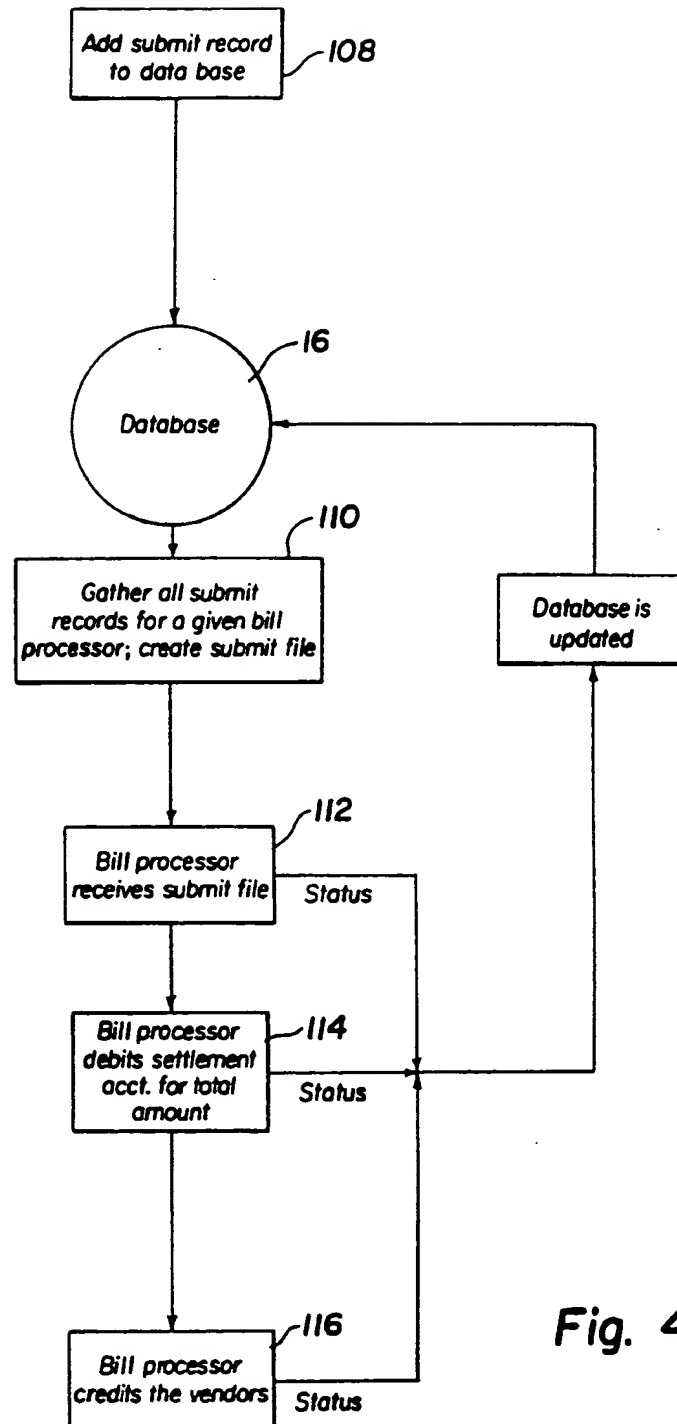 Add submit record
to data base
108
16
Database
110
Gather all submit
records for a given bill
processor; create submit file
Database is
updated
112
Bill processor
receives submit file
Status
114
Bill processor
debits settlement
acct. for total
amount
Status
116
Bill processor
credits the vendors
Status
Fig. 4